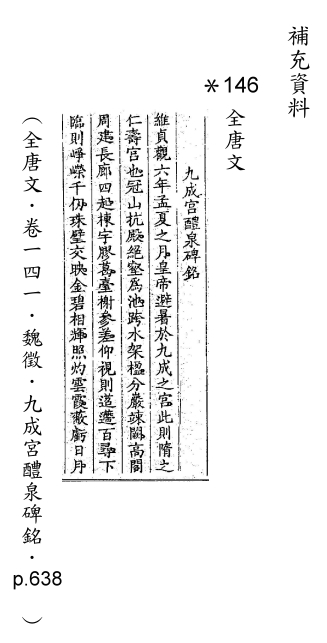 補充資料
*146
全唐文
九成宮醴泉碑銘
維貞觀六年孟夏之月皇帝避暑於九成之宮此則隋之
仁壽宮也冠山抗殿絕壑爲池跨水架楹分巖竦闕高閣
周建長廊四起棟宇膠葛臺榭參差仰視則迢遰百尋下
臨則崢嶸千仞珠璧交映金碧相輝照灼雲霞蔽虧日月
(全唐文・卷一四一・魏徵・九成宮醴泉碑銘・
p.638)